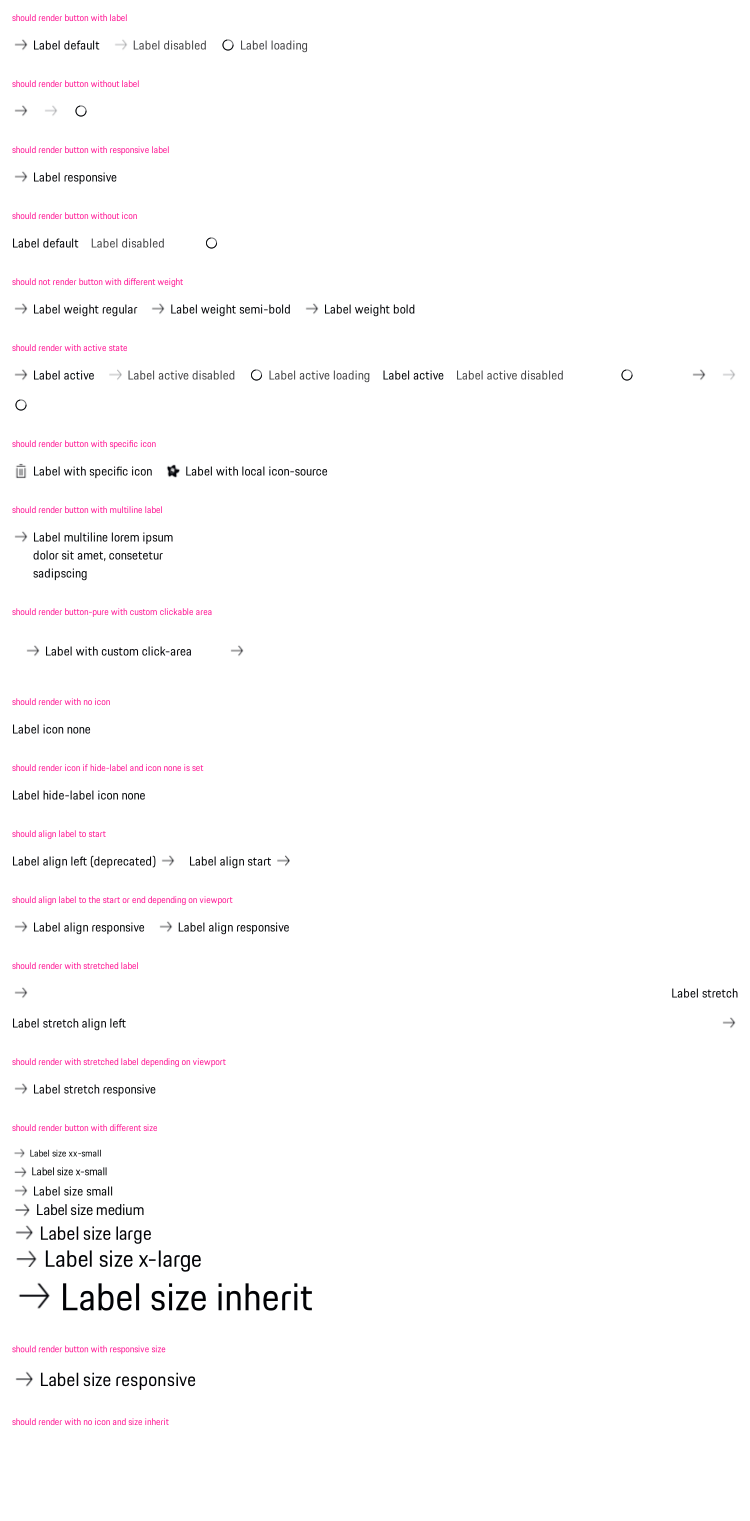 should render button with label
Label default Label disabled Label loading
should render button without label
should render button with responsive label
Label responsive
should render button without icon
Label default Label disabled
should not render button with different weight
Label weight regular Label weight semi-bold Label weight bold
should render with active state
Label active Label active disabled Label active loading Label active Label active disabled
should render button with specific icon
Label with specific icon Label with local icon-source
should render button with multiline label
Label multiline lorem ipsum
dolor sit amet, consetetur
sadipscing
should render button-pure with custom clickable area
Label with custom click-area
should render with no icon
Label icon none
should render icon if hide-label and icon none is set
Label hide-label icon none
should align label to start
Label align left (deprecated) Label align start
should align label to the start or end depending on viewport
Label align responsive Label align responsive
should render with stretched label
Label stretch
Label stretch align left
should render with stretched label depending on viewport
Label stretch responsive
should render button with different size
Label size xx-small
Label size x-small
Label size small
Label size medium
Label size large
Label size x-large
Label size inherit
should render button with responsive size
Label size responsive
should render with no icon and size inherit